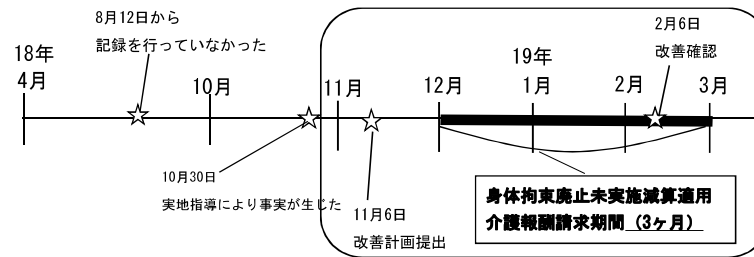 8月12日から
記録を行っていなかった
18年
4月
10月
11月
12月
19年
1月
2月
3月
2月6日
改善確認
10月30日
実地指導により事実が生じた
11月6日
改善計画提出
身体拘束廃止未実施減算適用
介護報酬請求期間（3ヶ月）